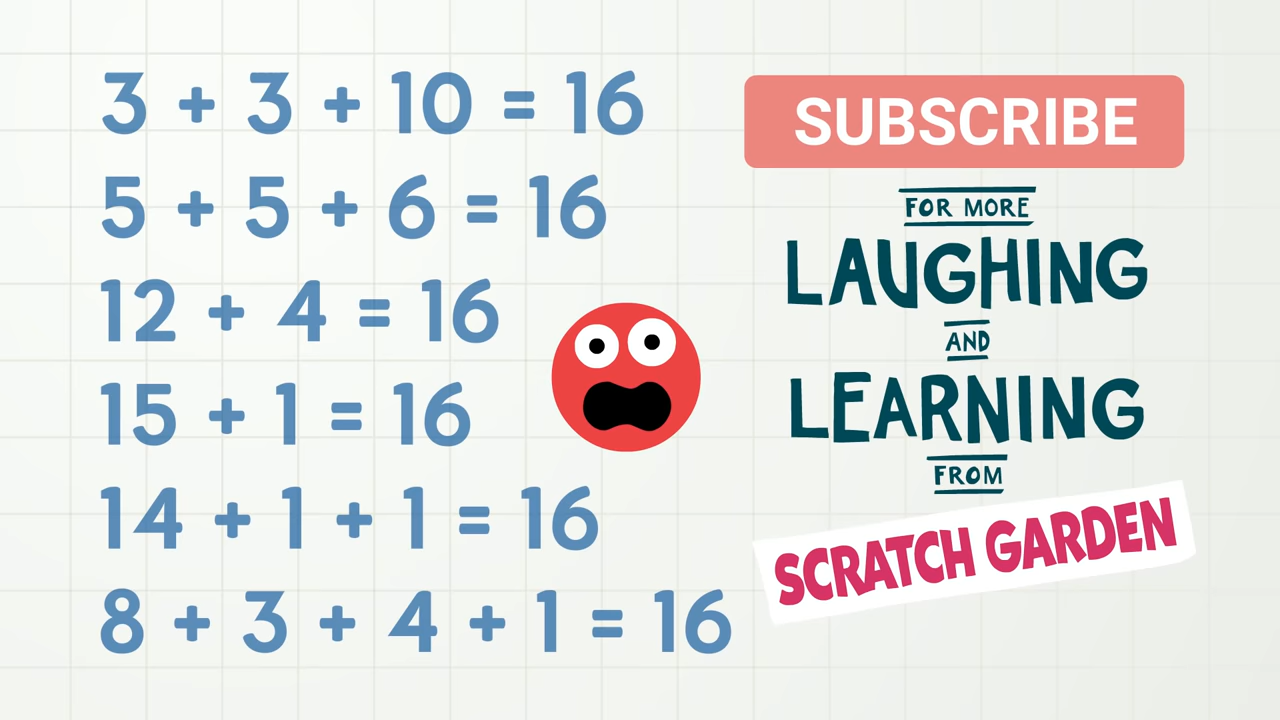 3 + 3 + 10 = 16
5 + 5 + 6 = 16
12 + 4 = 16
15 + 1 = 16
14 + 1 + 1 = 16
8 + 3 + 4 + 1 = 16
SUBSCRIBE
FOR MORE
LAUGHING
AND
LEARNING
FROM
SCRATCH GARDEN